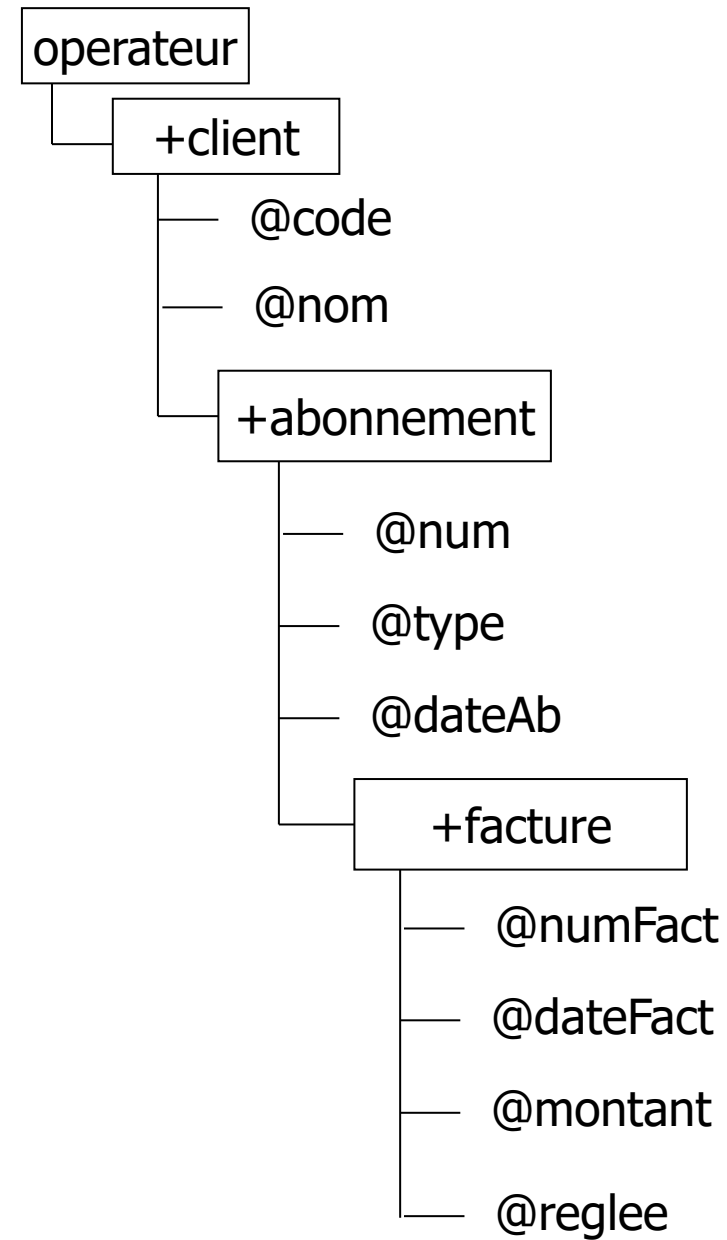 operateur
+client
@code
@nom
+abonnement
@num
@type
@dateAb
+facture
@numFact
@dateFact
@montant
@reglee